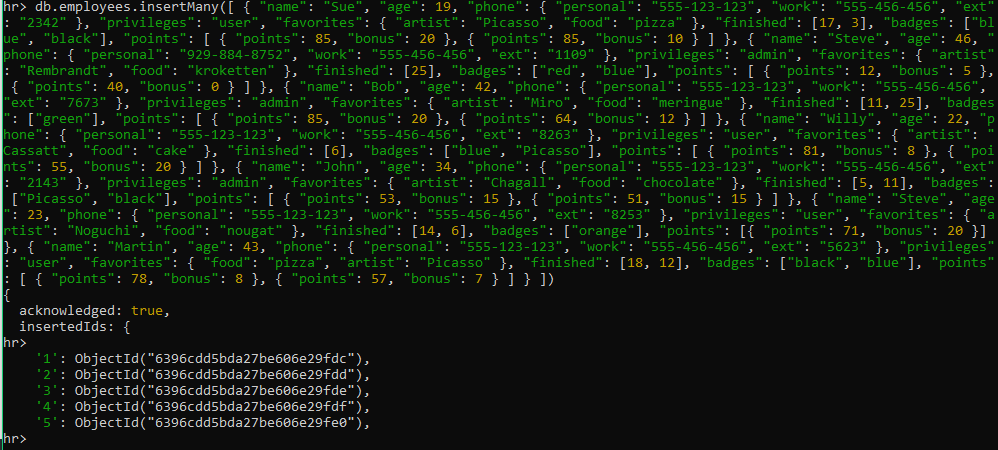 hr> db.employees.insertMany([ { "name": "Sue", "age": 19, "phone": { "personal": "555-123-123", "work": "555-456-456", "ext"
: "2342" }, "privileges": "user", "favorites": { "artist": "Picasso", "food": "pizza" }, "finished": [17, 3], "badges": ["bl
ue", "black"], "points": [ { "points": 85, "bonus": 20 }, { "points": 85, "bonus": 10 } ] }, { "name": "Steve", "age": 46,
"phone": { "personal": "929-884-8752", "work": "555-456-456", "ext": "1109" }, "privileges": "admin", "favorites": { "artist"
: "Rembrandt", "food": "kroketten" }, "finished": [25], "badges": ["red", "blue"], "points": [ { "points": 12, "bonus": 5 },
{ "points": 40, "bonus": 0 } ] }, { "name": "Bob", "age": 42, "phone": { "personal": "555-123-123", "work": "555-456-456",
"ext": "7673" }, "privileges": "admin", "favorites": { "artist": "Miro", "food": "meringue" }, "finished": [11, 25], "badges"
: ["green"], "points": [ { "points": 85, "bonus": 20 }, { "points": 64, "bonus": 12 } ] }, { "name": "Willy", "age": 22, "p
hone": { "personal": "555-123-123", "work": "555-456-456", "ext": "8263" }, "privileges": "user", "favorites": { "artist": "
Cassatt", "food": "cake" }, "finished": [6], "badges": ["blue", "Picasso"], "points": [ { "points": 81, "bonus": 8 }, { "poi
nts": 55, "bonus": 20 } ] }, { "name": "John", "age": 34, "phone": { "personal": "555-123-123", "work": "555-456-456", "ext"
: "2143" }, "privileges": "admin", "favorites": { "artist": "Chagall", "food": "chocolate" }, "finished": [5, 11], "badges":
["Picasso", "black"], "points": [ { "points": 53, "bonus": 15 }, { "points": 51, "bonus": 15 } ] }, { "name": "Steve", "age
": 23, "phone": { "personal": "555-123-123", "work": "555-456-456", "ext": "8253" }, "privileges": "user", "favorites": { "a
rtist": "Noguchi", "food": "nougat" }, "finished": [14, 6], "badges": ["orange"], "points": [{ "points": 71, "bonus": 20 }]
}, { "name": "Martin", "age": 43, "phone": { "personal": "555-123-123", "work": "555-456-456", "ext": "5623" }, "privileges"
: "user", "favorites": { "food": "pizza", "artist": "Picasso" }, "finished": [18, 12], "badges": ["black", "blue"], "points"
: [ { "points": 78, "bonus": 8 }, { "points": 57, "bonus": 7 } ] } ])
{
acknowledged: true,
insertedIds: {
hr>
'1': ObjectId("6396cdd5bda27be606e29fdc"),
'2': ObjectId("6396cdd5bda27be606e29fdd"),
'3': ObjectId("6396cdd5bda27be606e29fde"),
'4': ObjectId("6396cdd5bda27be606e29fdf"),
'5': ObjectId("6396cdd5bda27be606e29fe0"),
hr>